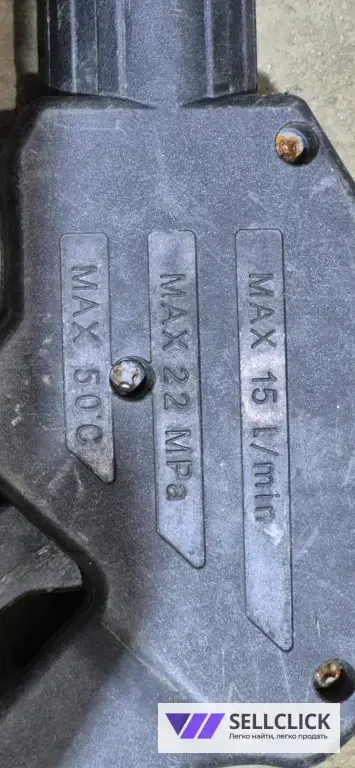 MAX 15 L/min
MAX 22 MPa
MAX 50°C
SELLCLICK
Легко найти, легко продать